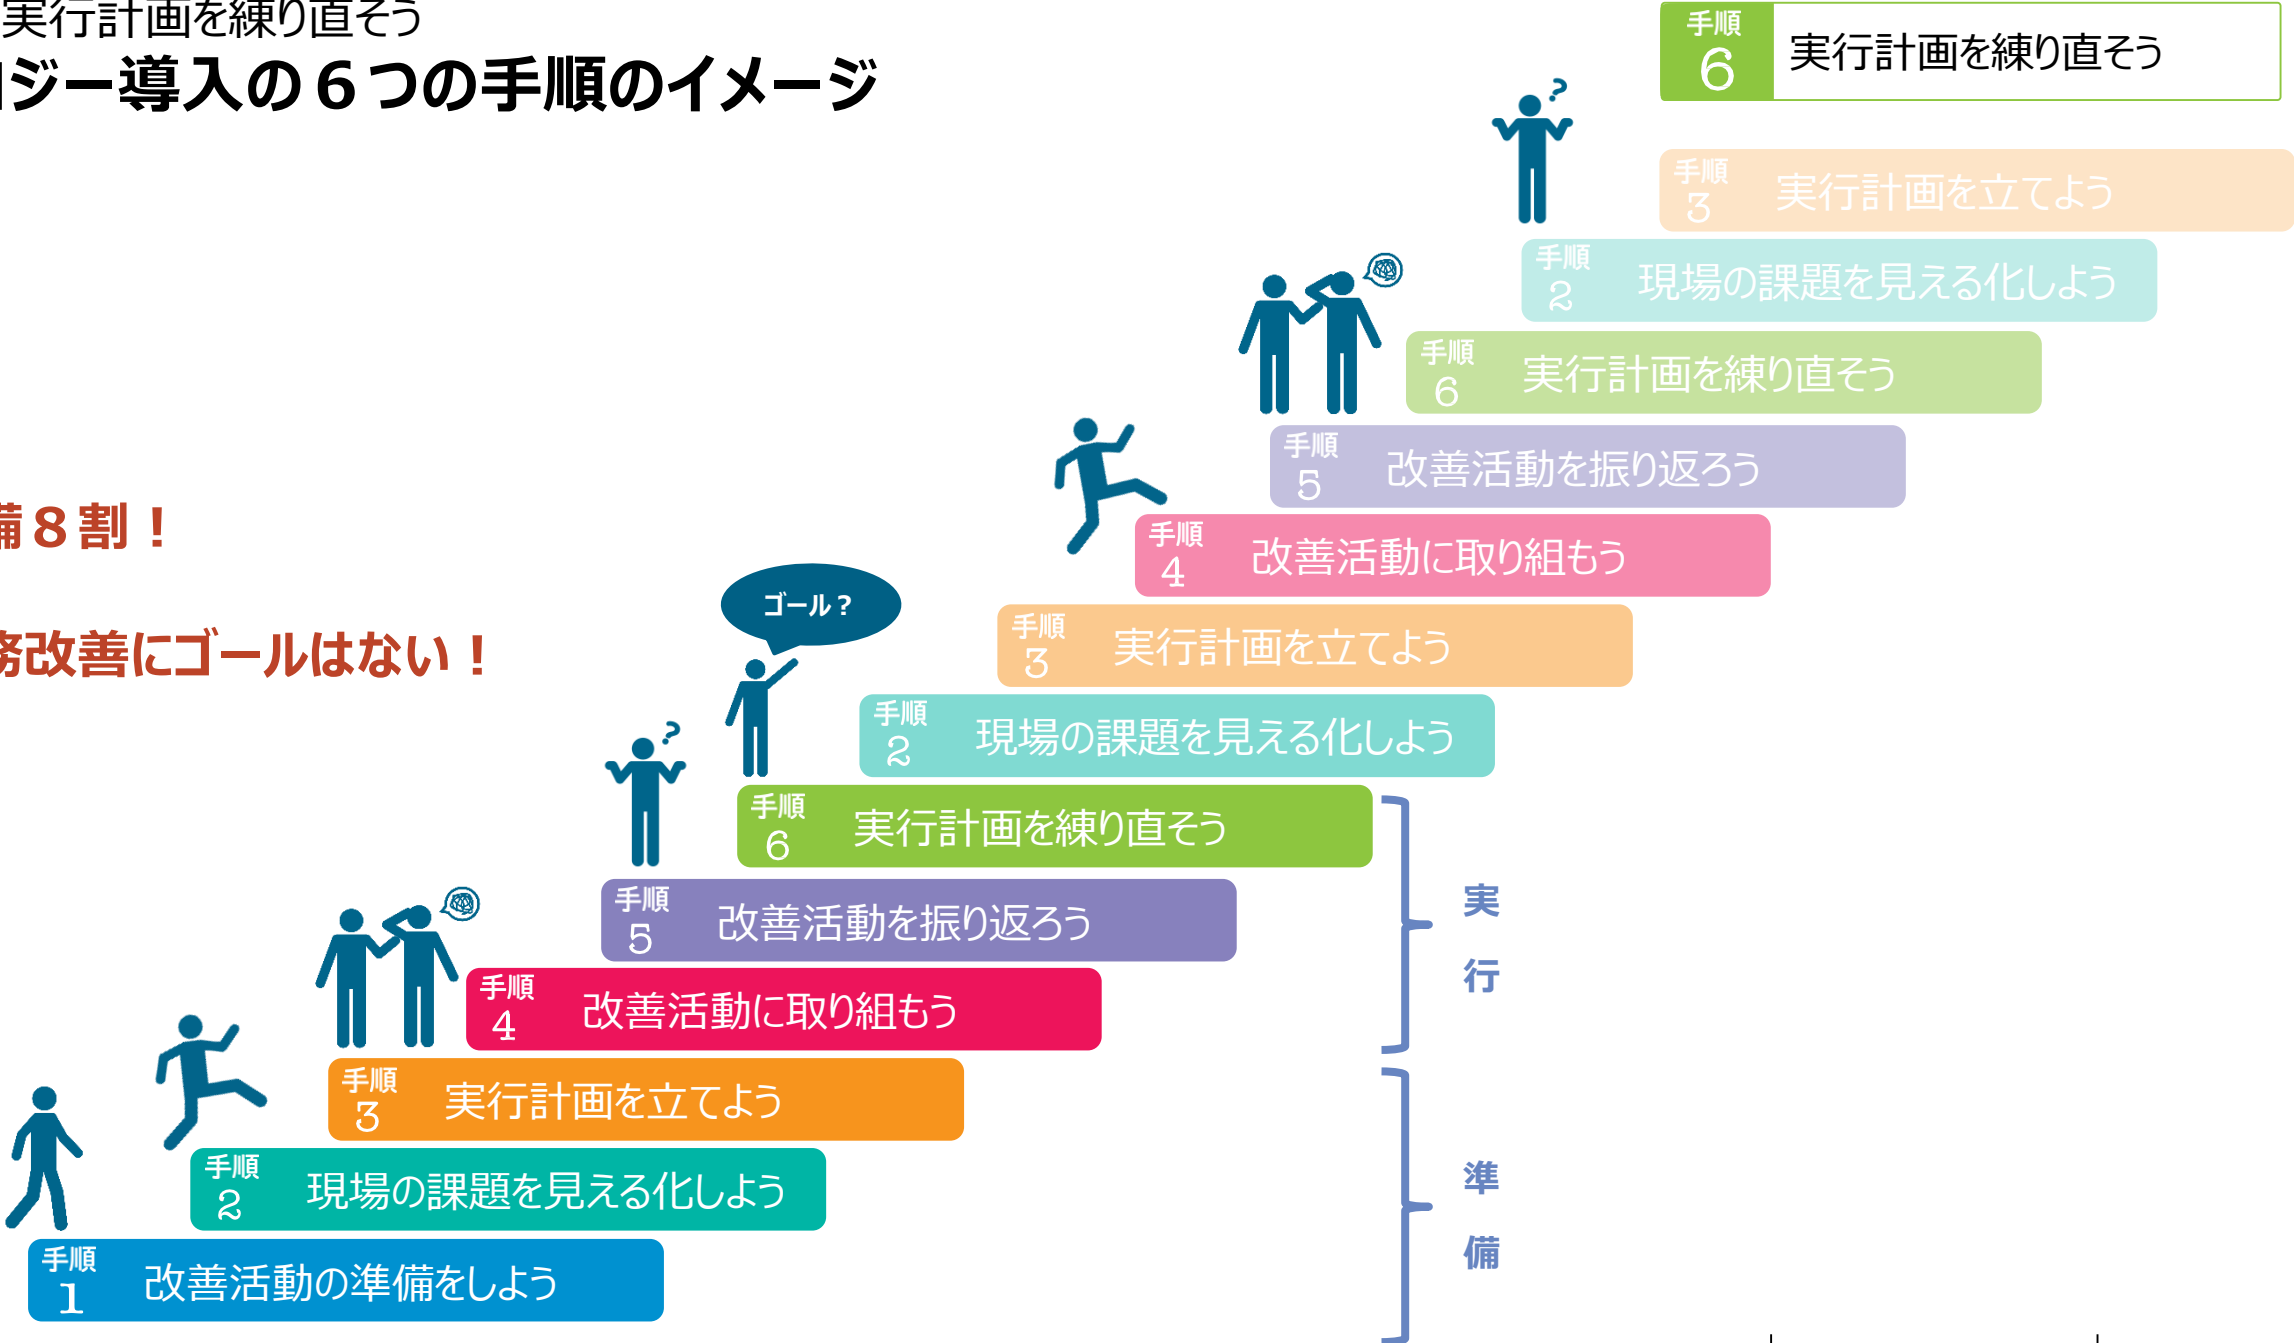 実行計画を練り直そう
ジー導入の６つの手順のイメージ
手順
6
実行計画を練り直そう
手順
3
実行計画を立てよう
手順
2
現場の課題を見える化しよう
手順
6
実行計画を練り直そう
手順
5
改善活動を振り返ろう
備８割！
手順
4
改善活動に取り組もう
ゴール？
手順
3
実行計画を立てよう
務改善にゴールはない！
手順
2
現場の課題を見える化しよう
手順
6
実行計画を練り直そう
手順
5
改善活動を振り返ろう
実
行
手順
4
改善活動に取り組もう
手順
3
実行計画を立てよう
手順
2
現場の課題を見える化しよう
準
備
手順
1
改善活動の準備をしよう